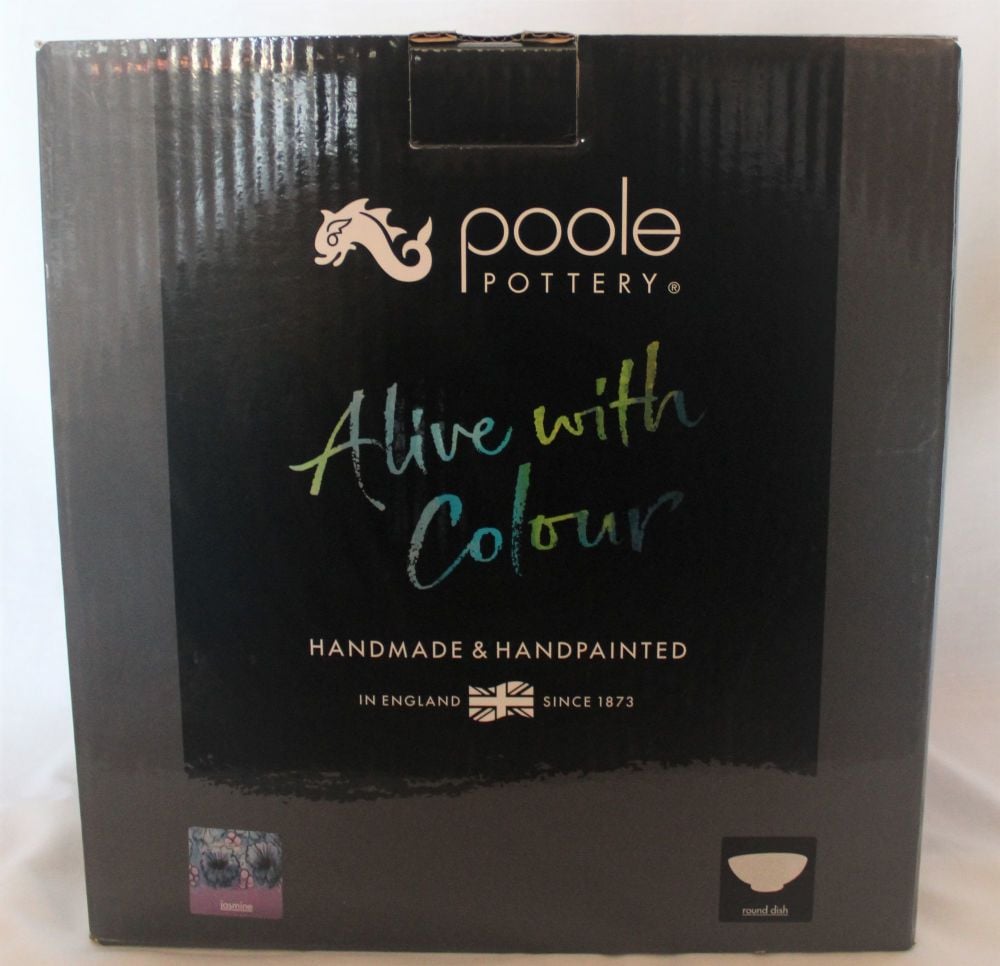 poole
POTTERY®
Alive with
Colour
HANDMADE & HANDPAINTED
IN ENGLAND SINCE 1873
jasmine
round dish